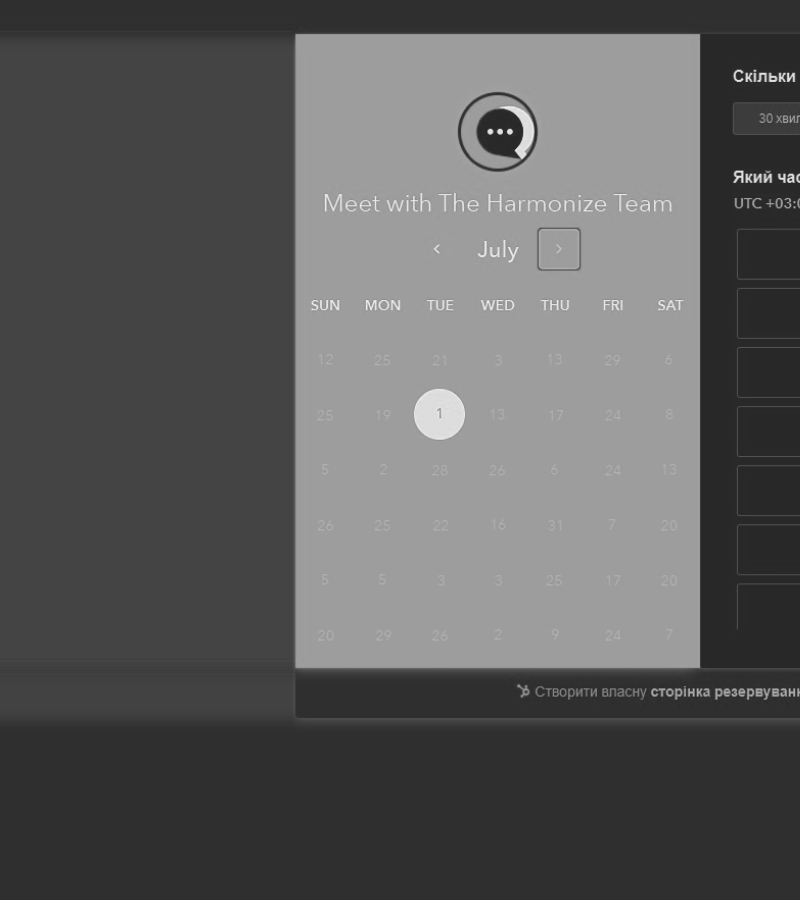 Meet with The Harmonize Team
July
SUN MON TUE WED THU FRI SAT
12 25 21 3 13 29 6
25 19 1 13 17 24 8
5 2 28 26 6 24 13
26 25 22 16 31 7 20
5 5 3 3 25 17 20
20 29 26 2 9 24 7
Скільки
30 хвил
Який час
UTC +03:0
Створити власну сторінка резервуванн